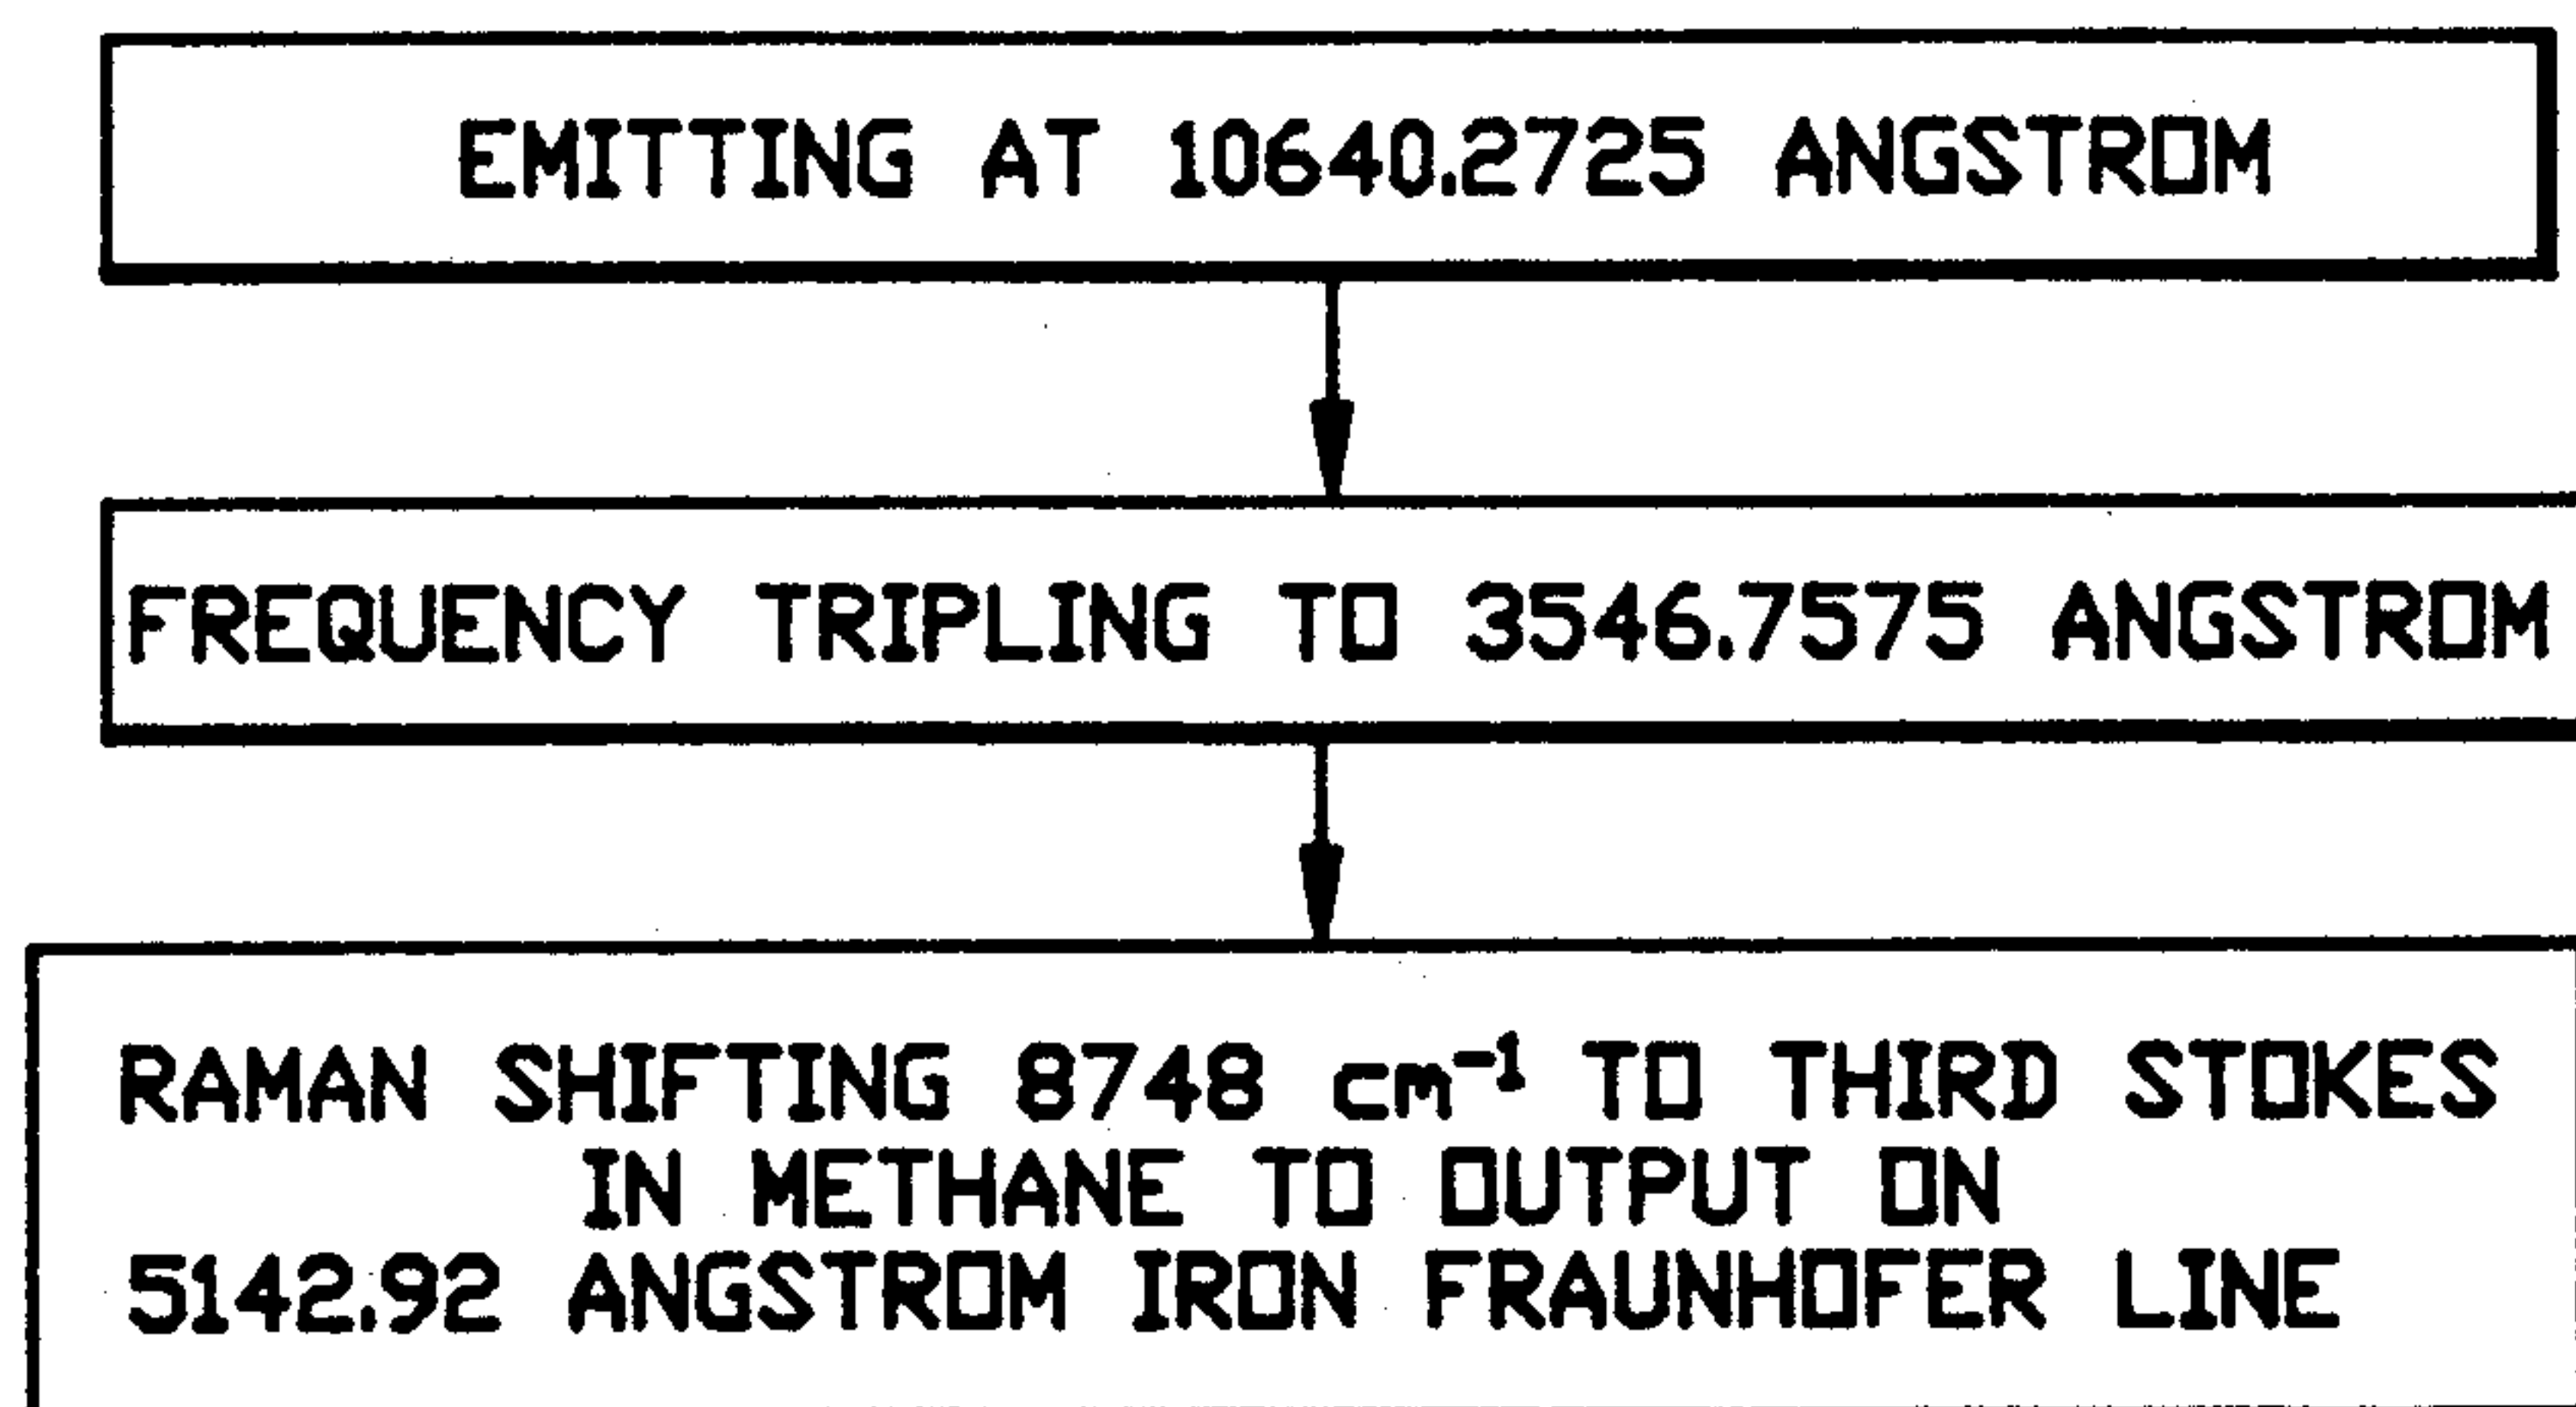 EMITTING AT 10640.2725 ANGSTROM
FREQUENCY TRIPLING TO 3546.7575 ANGSTROM
RAMAN SHIFTING 8748 cm⁻¹ TO THIRD STOKES
IN METHANE TO OUTPUT ON
5142.92 ANGSTROM IRON FRAUNHOFER LINE